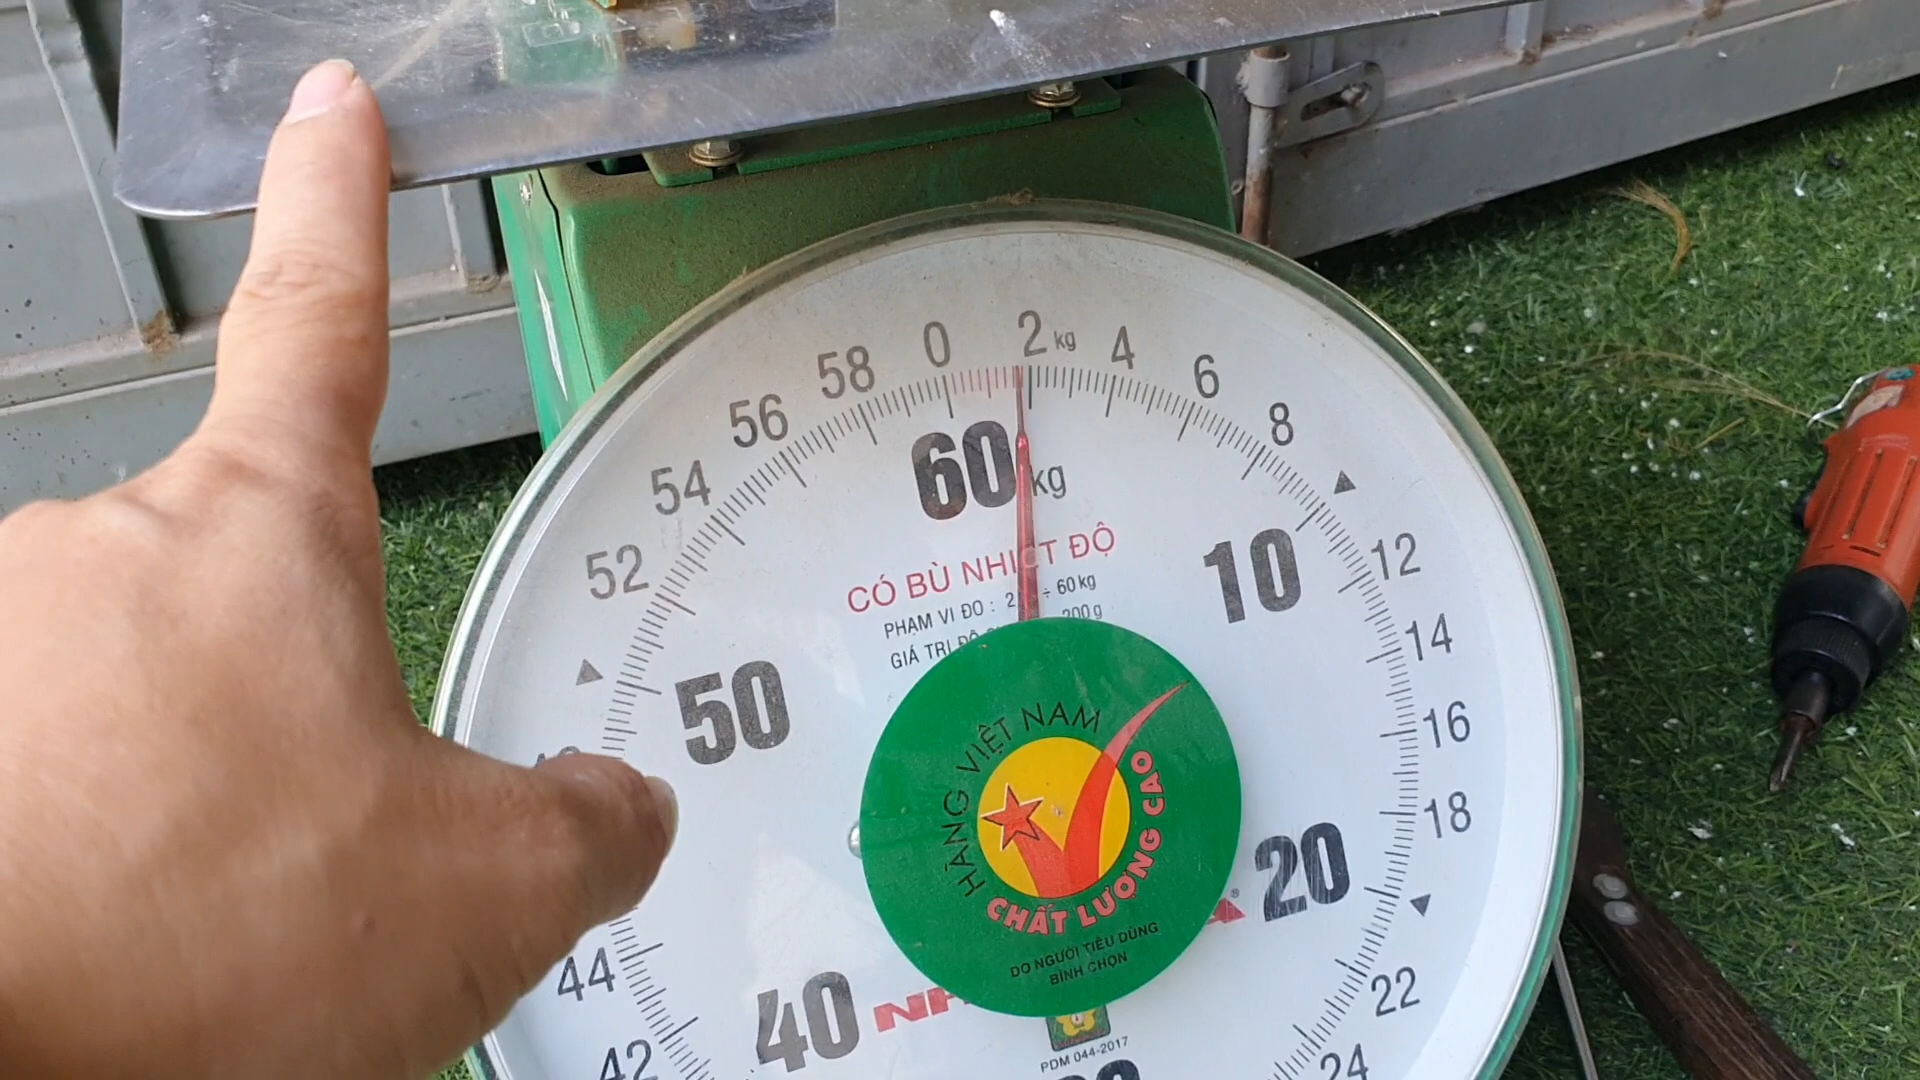 0
2 kg
4
6
8
10
12
14
16
18
20
22
24
40
42
44
50
52
54
56
58
60 kg
CÓ BÙ NHIỆT ĐỘ
PHẠM VI ĐO : 2 ÷ 60 kg
GIÁ TRỊ ĐỘ 200 g
HÀNG VIỆT NAM
CHẤT LƯỢNG CAO
DO NGƯỜI TIÊU DÙNG
BÌNH CHỌN
PDM 044-2017